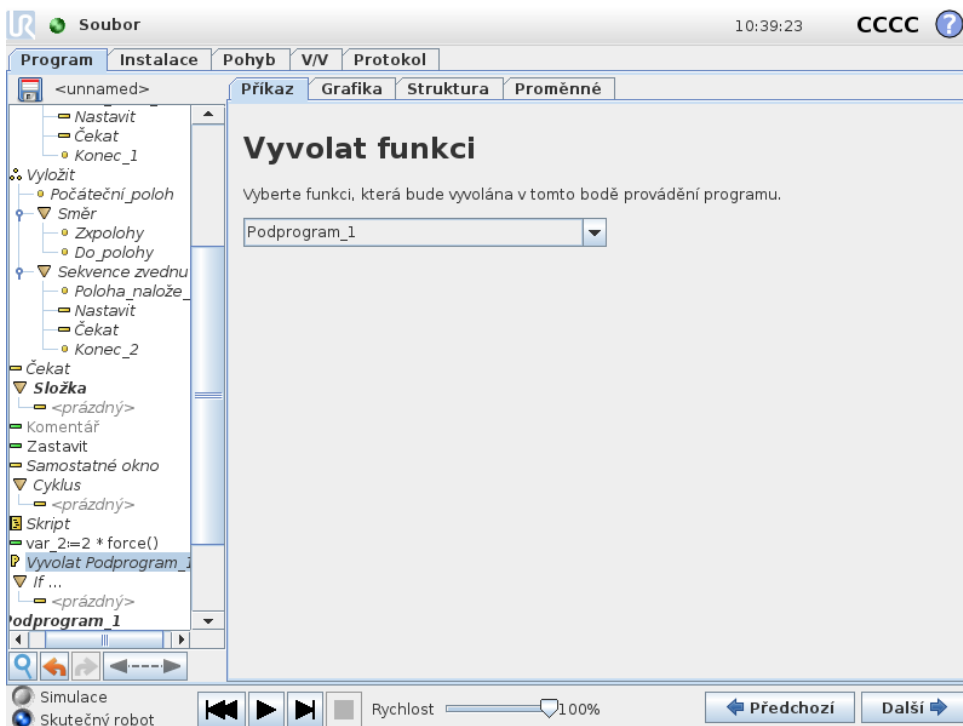 Soubor
10:39:23
CCCC
?
Program
Instalace
Pohyb
V/V
Protokol
<unnamed>
Příkaz
Grafika
Struktura
Proměnné
Nastavit
Čekat
Konec_1
Vyložit
Počáteční_poloh
Směr
Zxpolohy
Do_polohy
Sekvence zvednu
Poloha_nalože_
Nastavit
Čekat
Konec_2
Čekat
Složka
<prázdný>
Komentář
Zastavit
Samostatné okno
Cyklus
<prázdný>
Skript
var_2:=2 * force()
Vyvolat Podprogram_1
If ...
<prázdný>
Podprogram_1
Vyvolat funkci
Vyberte funkci, která bude vyvolána v tomto bodě provádění programu.
Podprogram_1
Simulace
Skutečný robot
Rychlost
100%
Předchozí
Další